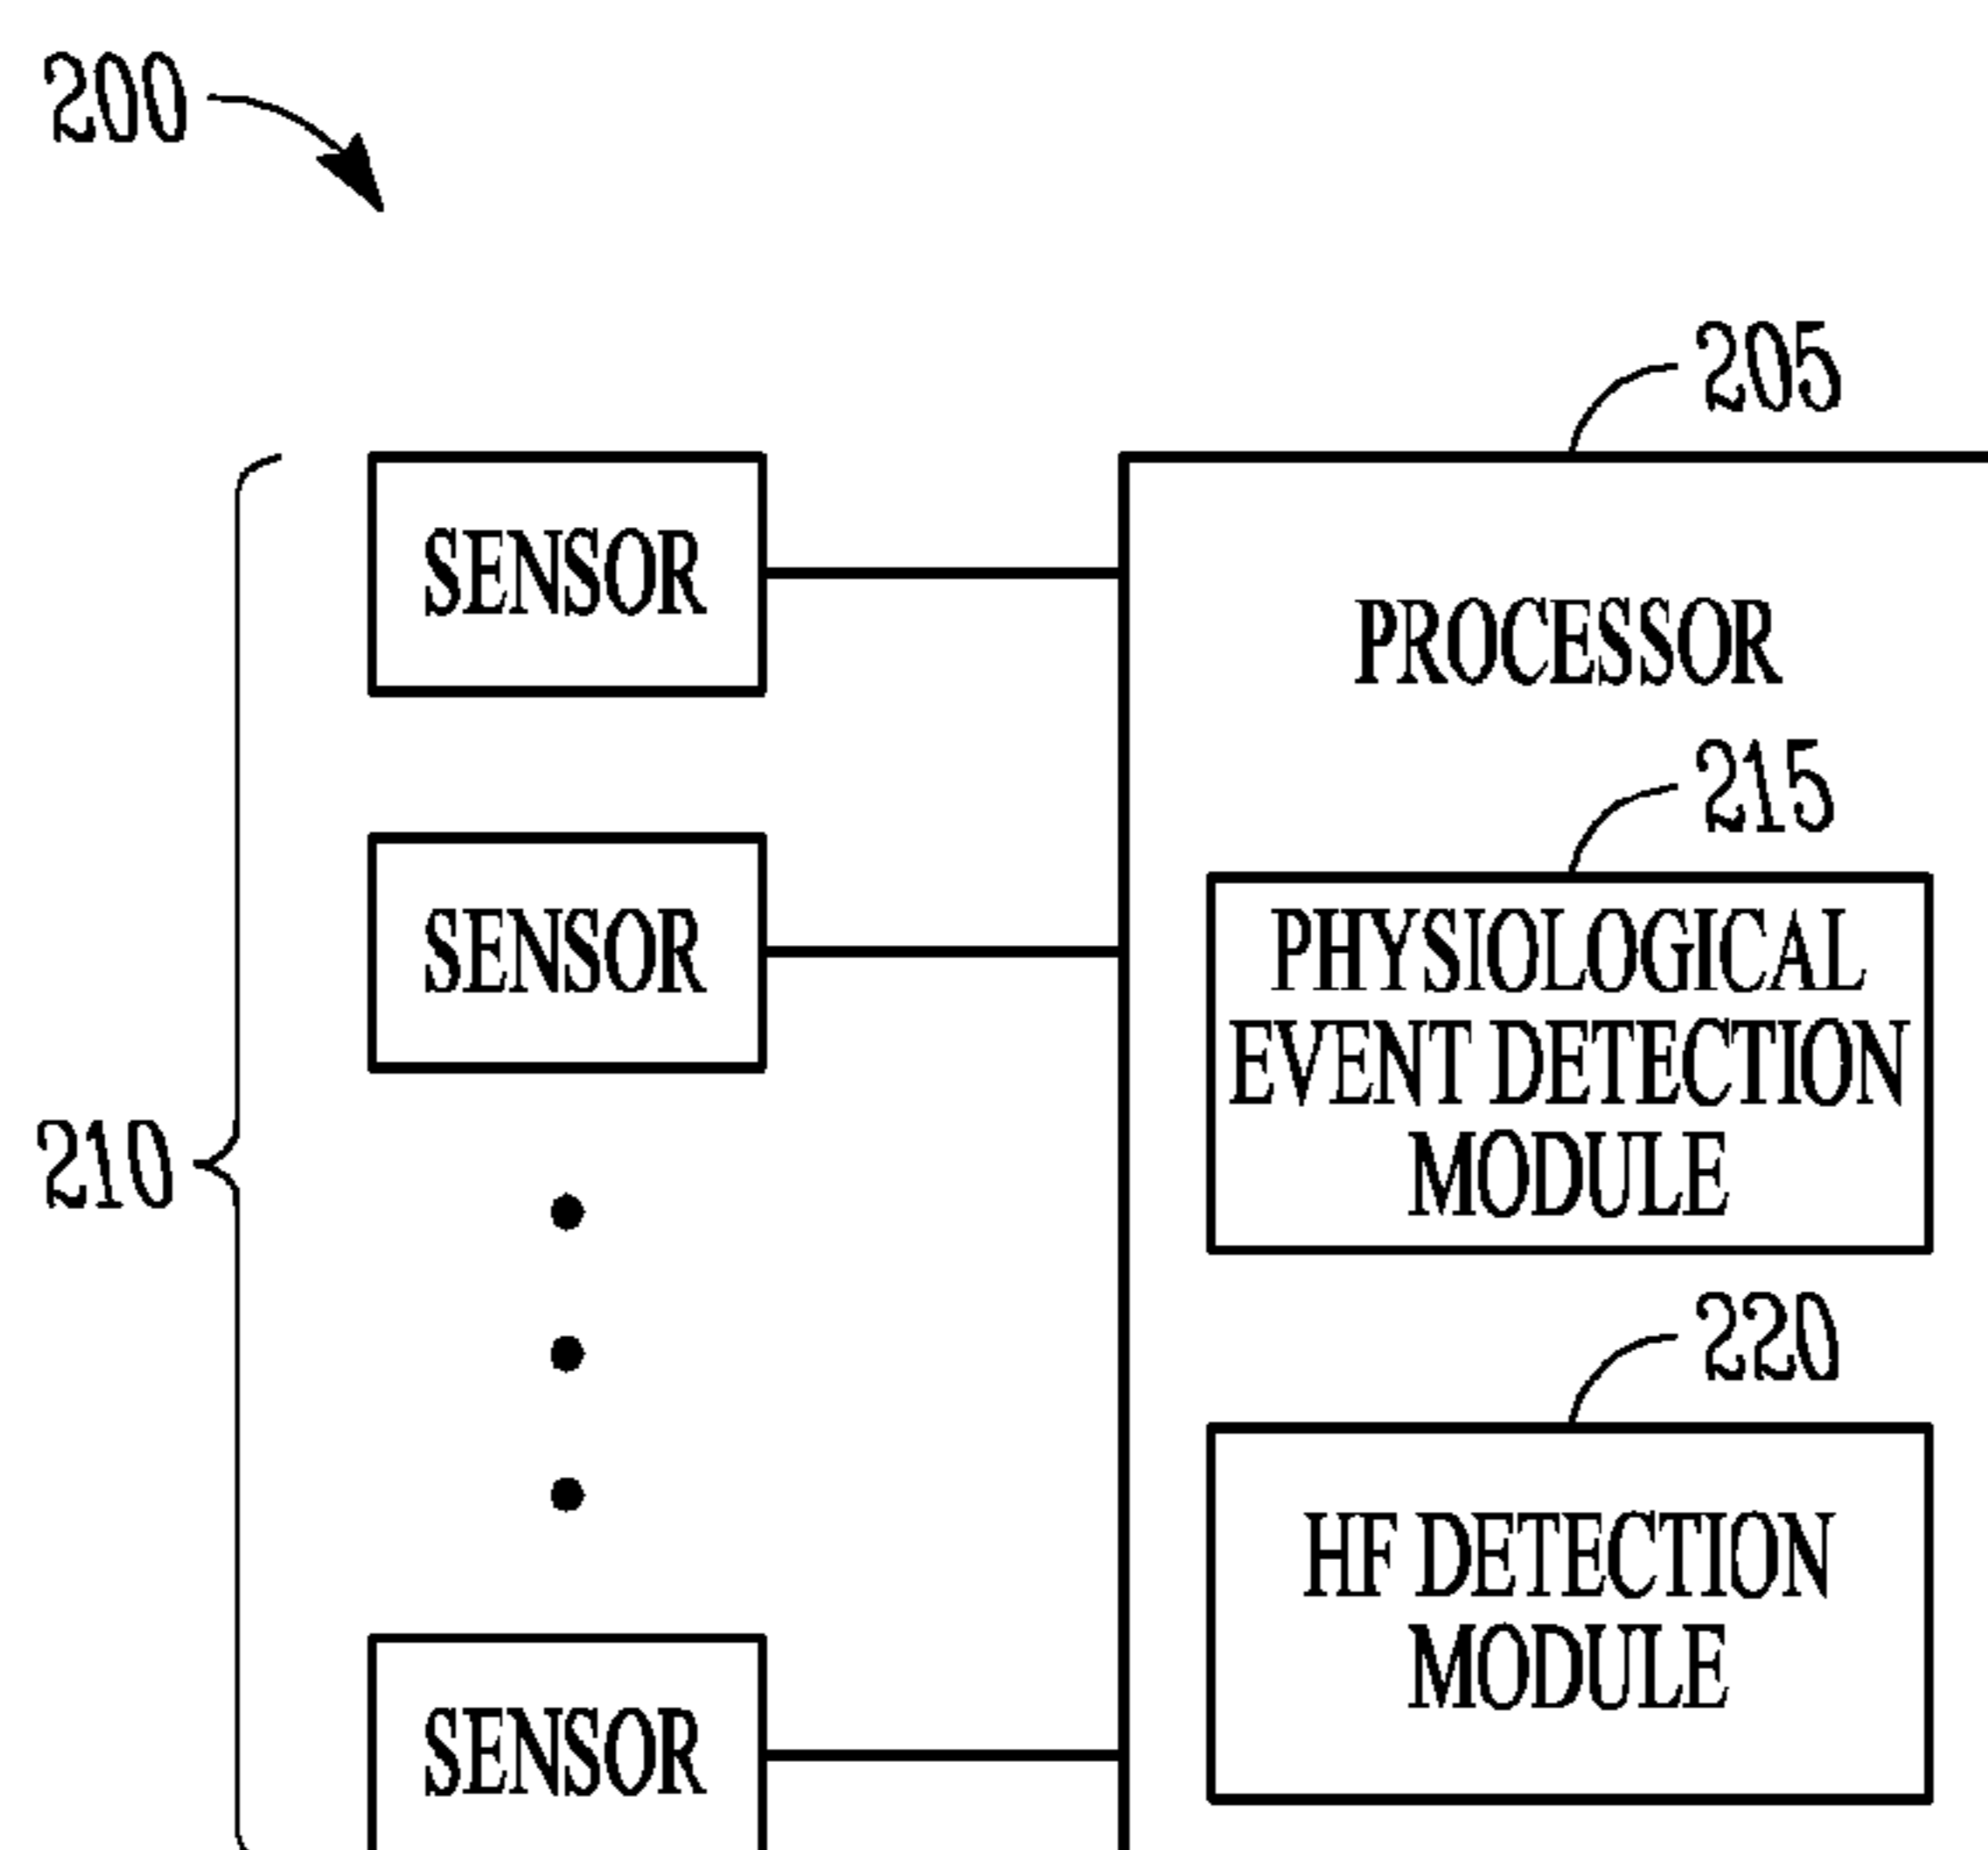 200
205
SENSOR
PROCESSOR
215
SENSOR
PHYSIOLOGICAL
EVENT DETECTION
MODULE
210
220
HF DETECTION
MODULE
SENSOR